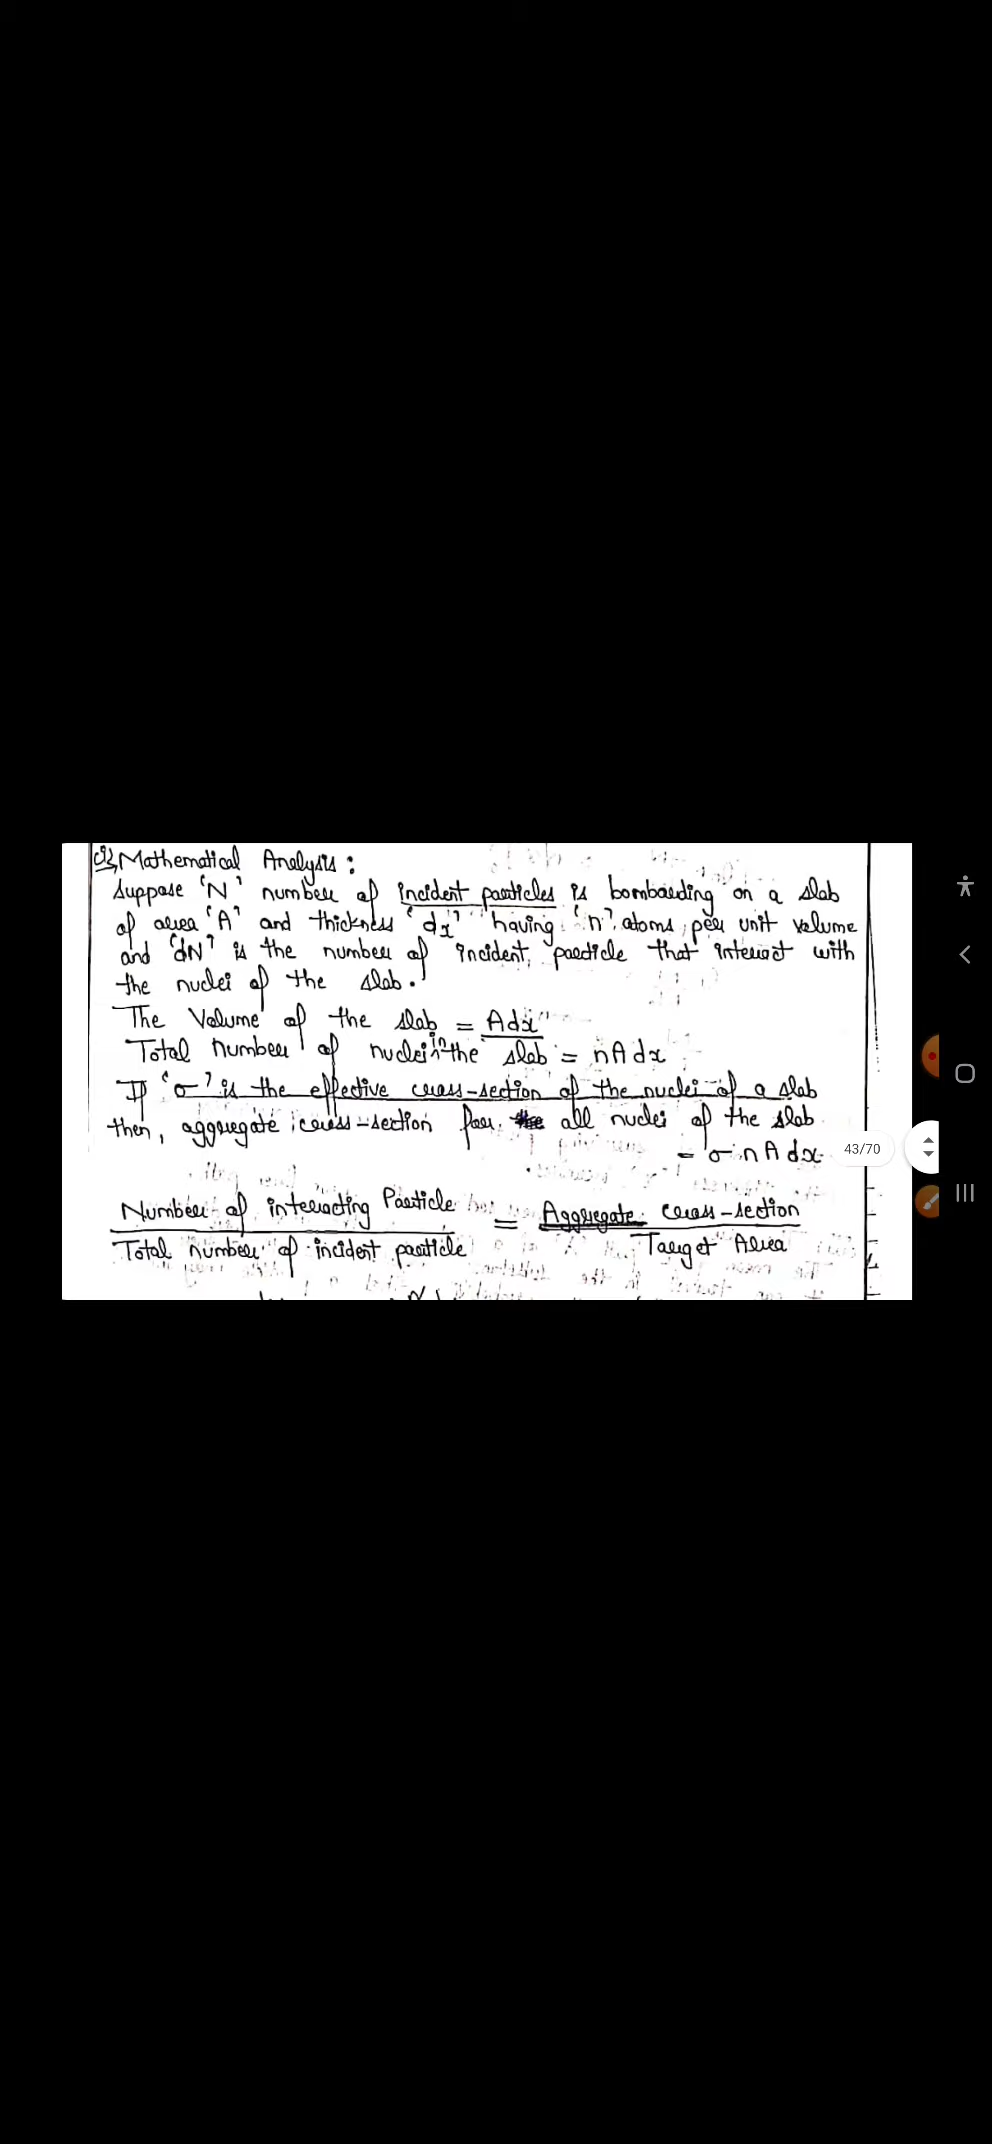 Mathematical Analysis :
Suppose 'N' number of incident particles is bombarding on a slab
of area 'A' and thickness 'dx' having 'n' atoms per unit volume
and 'dN' is the number of incident particle that interact with
the nuclei of the slab.
The Volume of the slab = Adx
Total number of nuclei in the slab = nAdx
If 'σ' is the effective cross-section of the nuclei of a slab
then, aggregate cross-section for all nuclei of the slab
= σ n A dx
43/70
Number of interacting Particle = Aggregate cross-section
Total number of incident particle Target Area